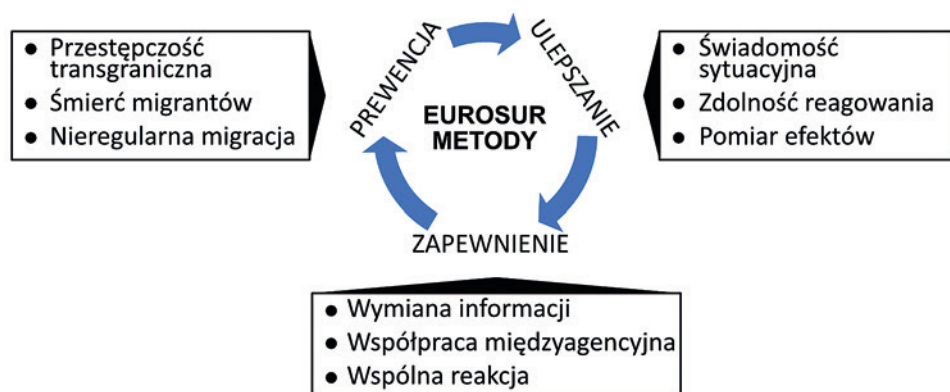 • Przestępczość
transgraniczna
• Śmierć migrantów
• Nieregularna migracja
PREWENCJA
EUROSUR
METODY
ULEPSZANIE
• Świadomość
sytuacyjna
• Zdolność reagowania
• Pomiar efektów
ZAPEWNIENIE
• Wymiana informacji
• Współpraca międzyagencyjna
• Wspólna reakcja